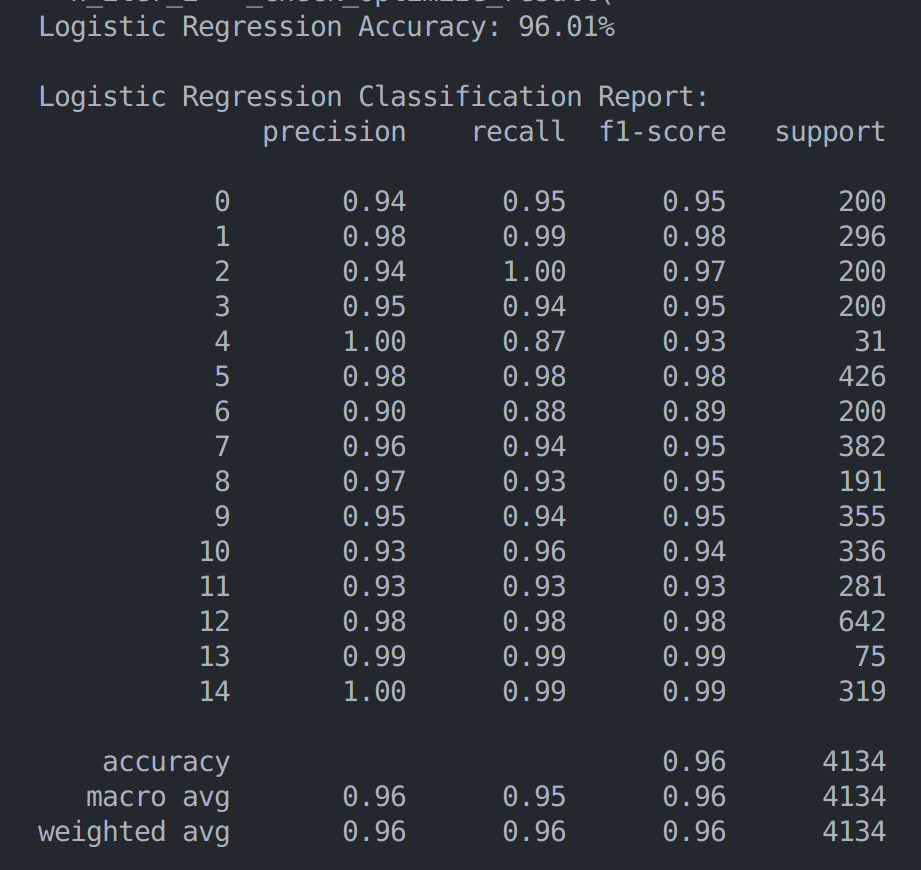 n_iter_i = _check_optimize_result(
Logistic Regression Accuracy: 96.01%
Logistic Regression Classification Report:
precision recall f1-score support
0 0.94 0.95 0.95 200
1 0.98 0.99 0.98 296
2 0.94 1.00 0.97 200
3 0.95 0.94 0.95 200
4 1.00 0.87 0.93 31
5 0.98 0.98 0.98 426
6 0.90 0.88 0.89 200
7 0.96 0.94 0.95 382
8 0.97 0.93 0.95 191
9 0.95 0.94 0.95 355
10 0.93 0.96 0.94 336
11 0.93 0.93 0.93 281
12 0.98 0.98 0.98 642
13 0.99 0.99 0.99 75
14 1.00 0.99 0.99 319
accuracy 0.96 4134
macro avg 0.96 0.95 0.96 4134
weighted avg 0.96 0.96 0.96 4134